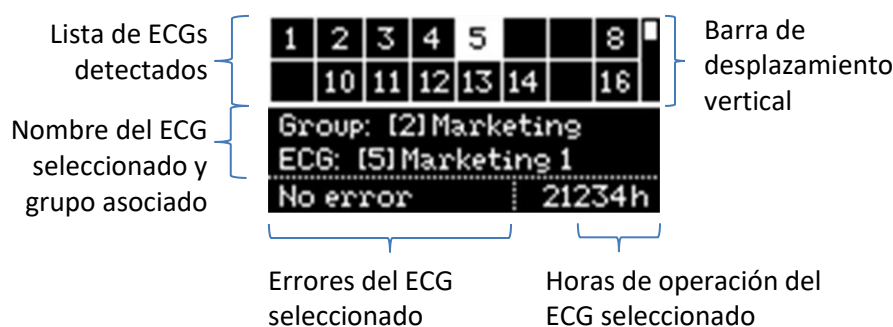 Lista de ECGs
detectados
1 2 3 4 5 8
10 11 12 13 14 16
Barra de
desplazamiento
vertical
Nombre del ECG
seleccionado y
grupo asociado
Group: [2] Marketing
ECG: [5] Marketing 1
No error 21234h
Errores del ECG
seleccionado
Horas de operación del
ECG seleccionado